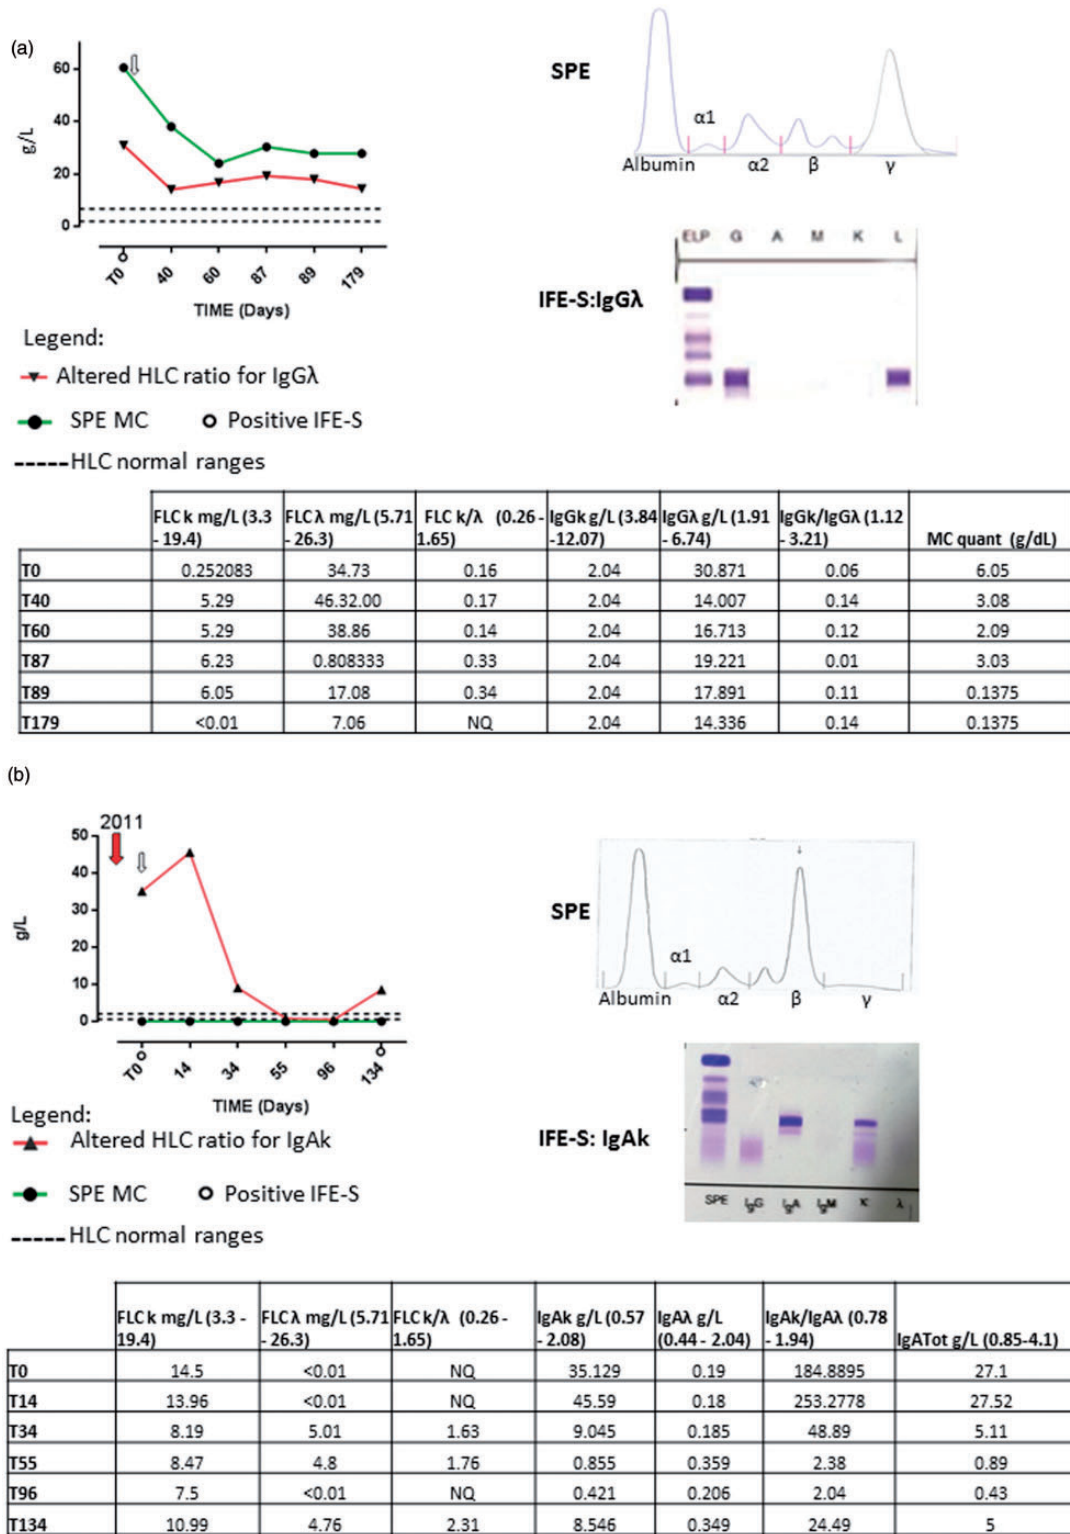 (a)
60
40
20
0
g/L
T0
40
60
87
89
179
TIME (Days)
SPE
α1
Albumin
α2
β
γ
ELP G A M K L
IFE-S:IgGλ
Legend:
Altered HLC ratio for IgGλ
SPE MC
Positive IFE-S
HLC normal ranges
FLC k mg/L (3.3 - 19.4) FLC λ mg/L (5.71 - 26.3) FLC k/λ (0.26 - 1.65) IgGk g/L (3.84 -12.07) IgGλ g/L (1.91 - 6.74) IgGk/IgGλ (1.12 - 3.21) MC quant (g/dL)
T0 0.252083 34.73 0.16 2.04 30.871 0.06 6.05
T40 5.29 46.32.00 0.17 2.04 14.007 0.14 3.08
T60 5.29 38.86 0.14 2.04 16.713 0.12 2.09
T87 6.23 0.808333 0.33 2.04 19.221 0.01 3.03
T89 6.05 17.08 0.34 2.04 17.891 0.11 0.1375
T179 <0.01 7.06 NQ 2.04 14.336 0.14 0.1375
(b)
2011
50
40
30
20
10
0
g/L
T0
14
34
55
96
134
TIME (Days)
SPE
α1
Albumin
α2
β
γ
IFE-S: IgAk
SPE IgG IgA IgM K λ
Legend:
Altered HLC ratio for IgAk
SPE MC
Positive IFE-S
HLC normal ranges
FLC k mg/L (3.3 - 19.4) FLC λ mg/L (5.71 - 26.3) FLC k/λ (0.26 - 1.65) IgAk g/L (0.57 - 2.08) IgAλ g/L (0.44 - 2.04) IgAk/IgAλ (0.78 - 1.94) IgATot g/L (0.85-4.1)
T0 14.5 <0.01 NQ 35.129 0.19 184.8895 27.1
T14 13.96 <0.01 NQ 45.59 0.18 253.2778 27.52
T34 8.19 5.01 1.63 9.045 0.185 48.89 5.11
T55 8.47 4.8 1.76 0.855 0.359 2.38 0.89
T96 7.5 <0.01 NQ 0.421 0.206 2.04 0.43
T134 10.99 4.76 2.31 8.546 0.349 24.49 5